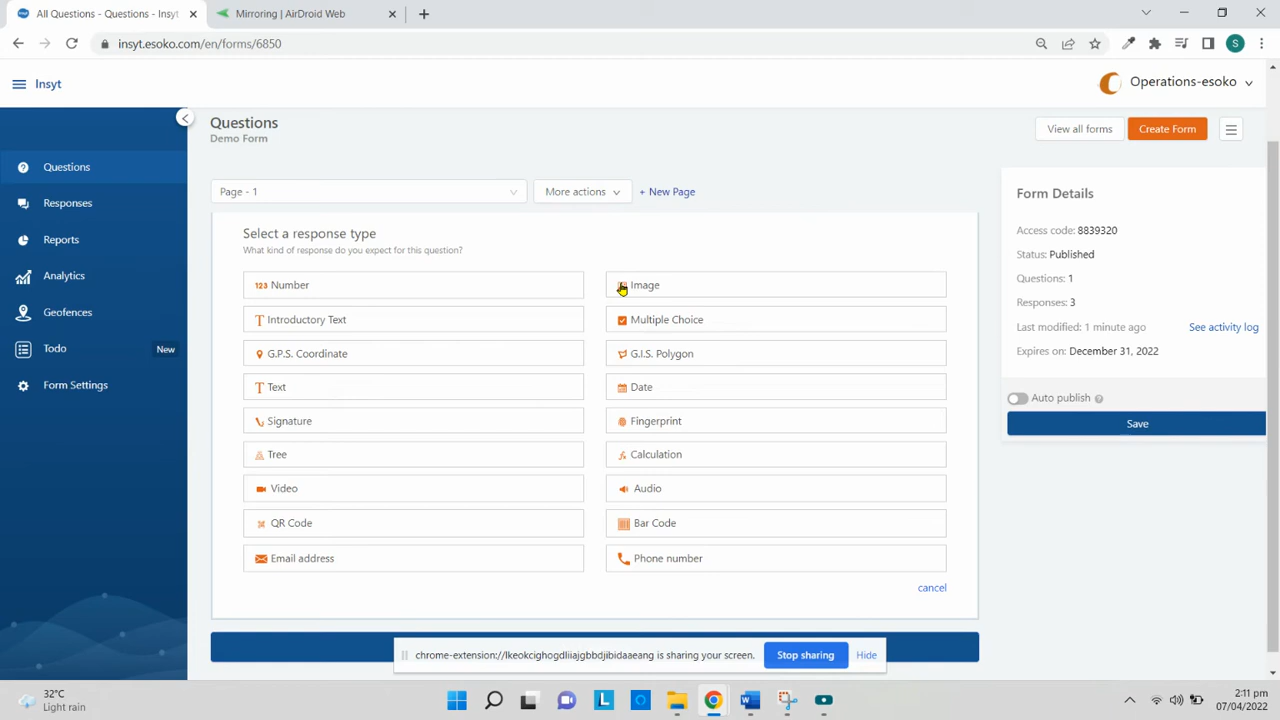 All Questions - Questions - Insyt
Mirroring | AirDroid Web
insyt.esoko.com/en/forms/6850
S
Insyt
Operations-esoko
Questions
Demo Form
View all forms
Create Form
Questions
Responses
Reports
Analytics
Geofences
Todo
New
Form Settings
Page - 1
More actions
+ New Page
Select a response type
What kind of response do you expect for this question?
123 Number
Image
Introductory Text
Multiple Choice
G.P.S. Coordinate
G.I.S. Polygon
Text
Date
Signature
Fingerprint
Tree
Calculation
Video
Audio
QR Code
Bar Code
Email address
Phone number
cancel
Form Details
Access code: 8839320
Status: Published
Questions: 1
Responses: 3
Last modified: 1 minute ago
See activity log
Expires on: December 31, 2022
Auto publish
Save
chrome-extension://lkeokcighogdliiajgbbdjibidaaeang is sharing your screen.
Stop sharing
Hide
32°C
Light rain
2:11 pm
07/04/2022